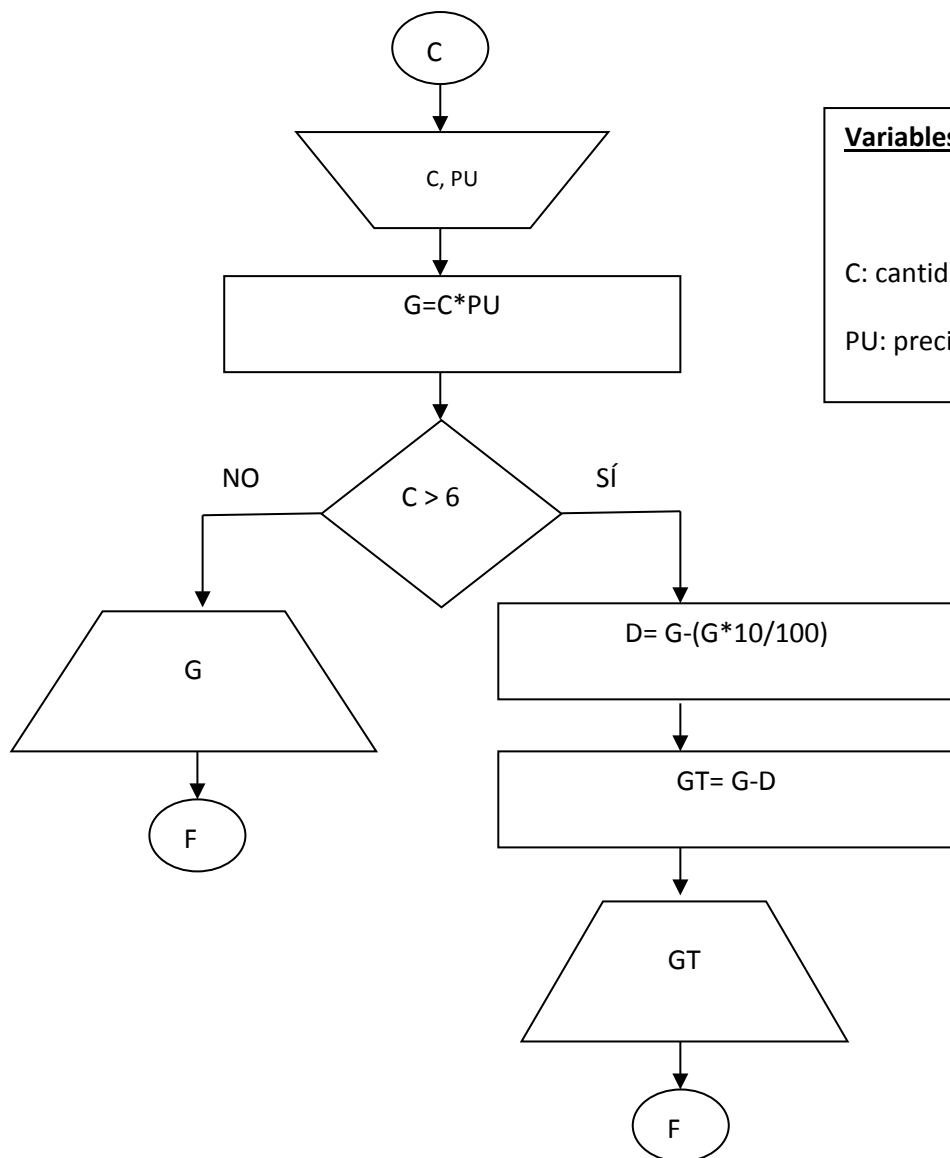 C
C, PU
Variables
C: cantid
PU: preci
G=C*PU
C > 6
NO
SÍ
G
D= G-(G*10/100)
GT= G-D
F
GT
F